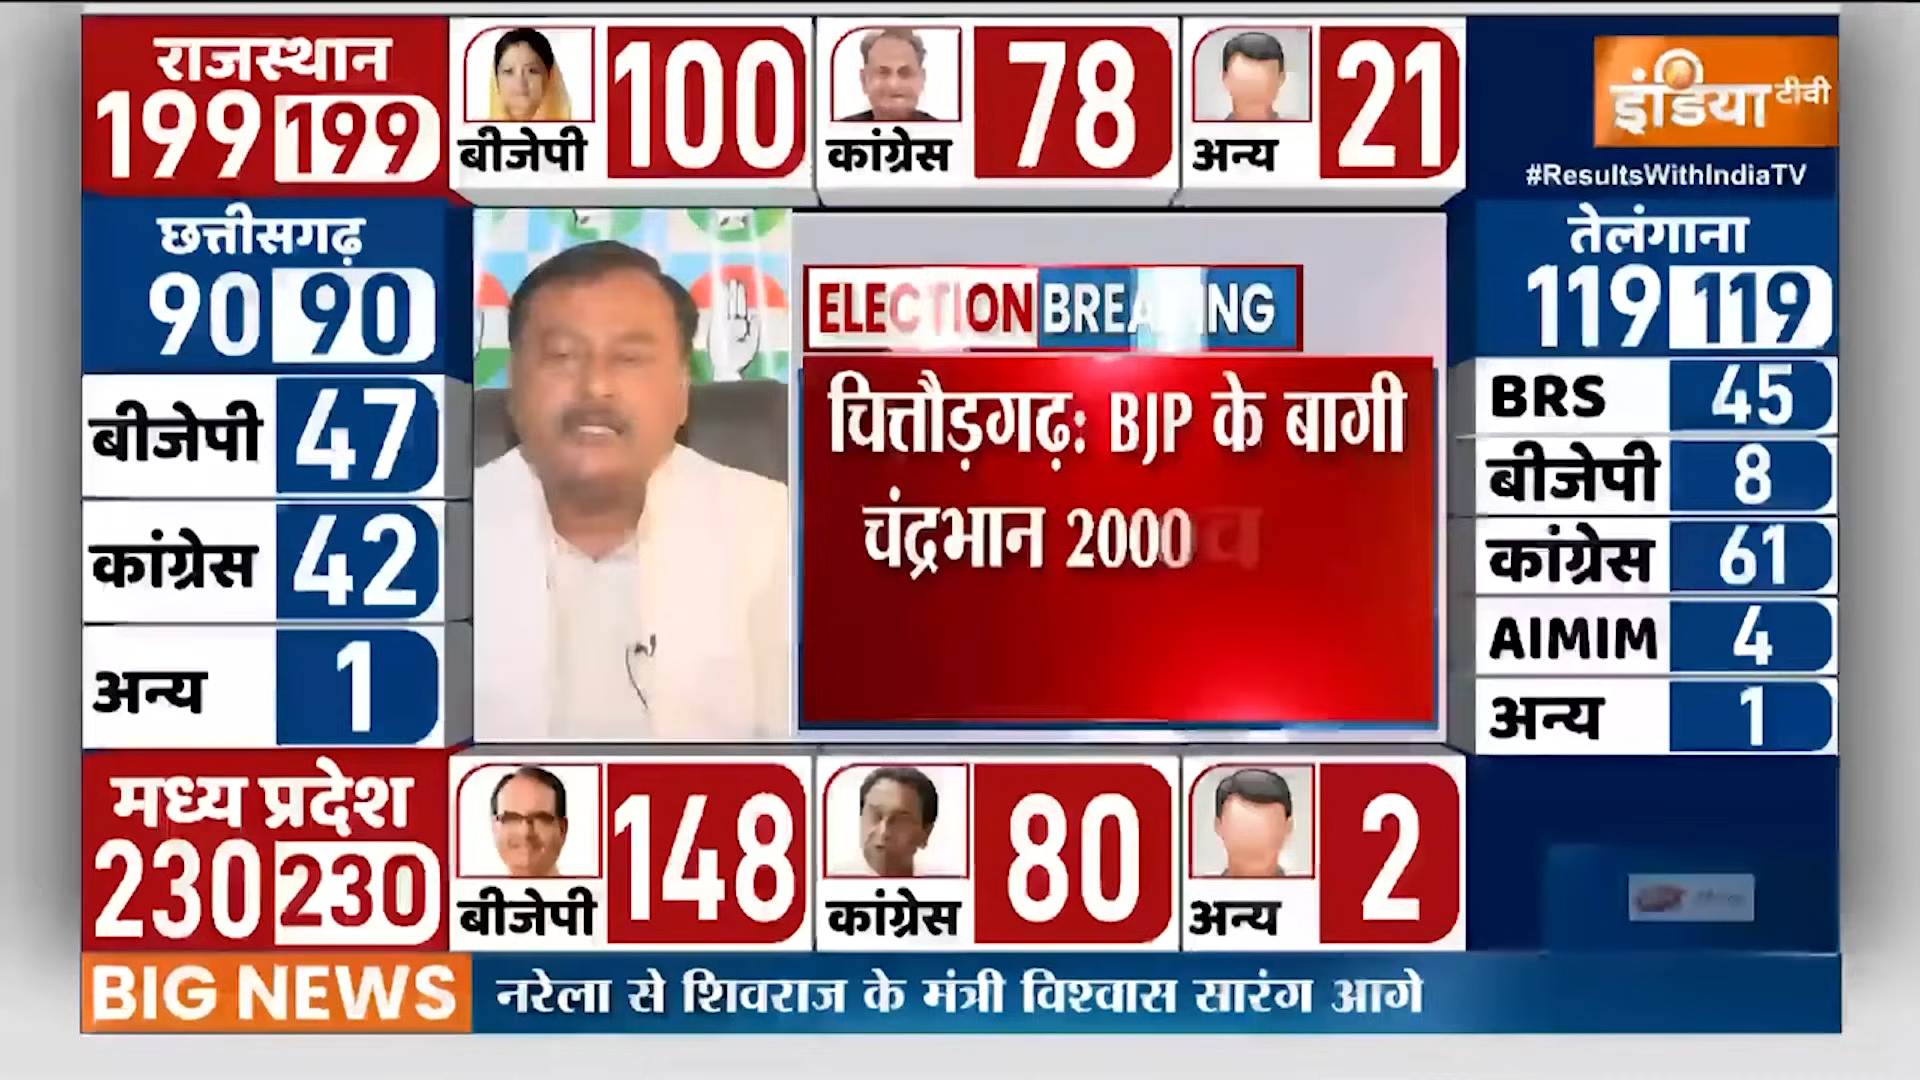 राजस्थान
199 199
बीजेपी 100
कांग्रेस 78
अन्य 21
इंडिया टीवी
#ResultsWithIndiaTV
छत्तीसगढ़
90 90
बीजेपी 47
कांग्रेस 42
अन्य 1
ELECTION BREAKING
चित्तौड़गढ़: BJP के बागी
चंद्रभान 2000
तेलंगाना
119 119
BRS 45
बीजेपी 8
कांग्रेस 61
AIMIM 4
अन्य 1
मध्य प्रदेश
230 230
बीजेपी 148
कांग्रेस 80
अन्य 2
BIG NEWS
नरेला से शिवराज के मंत्री विश्वास सारंग आगे